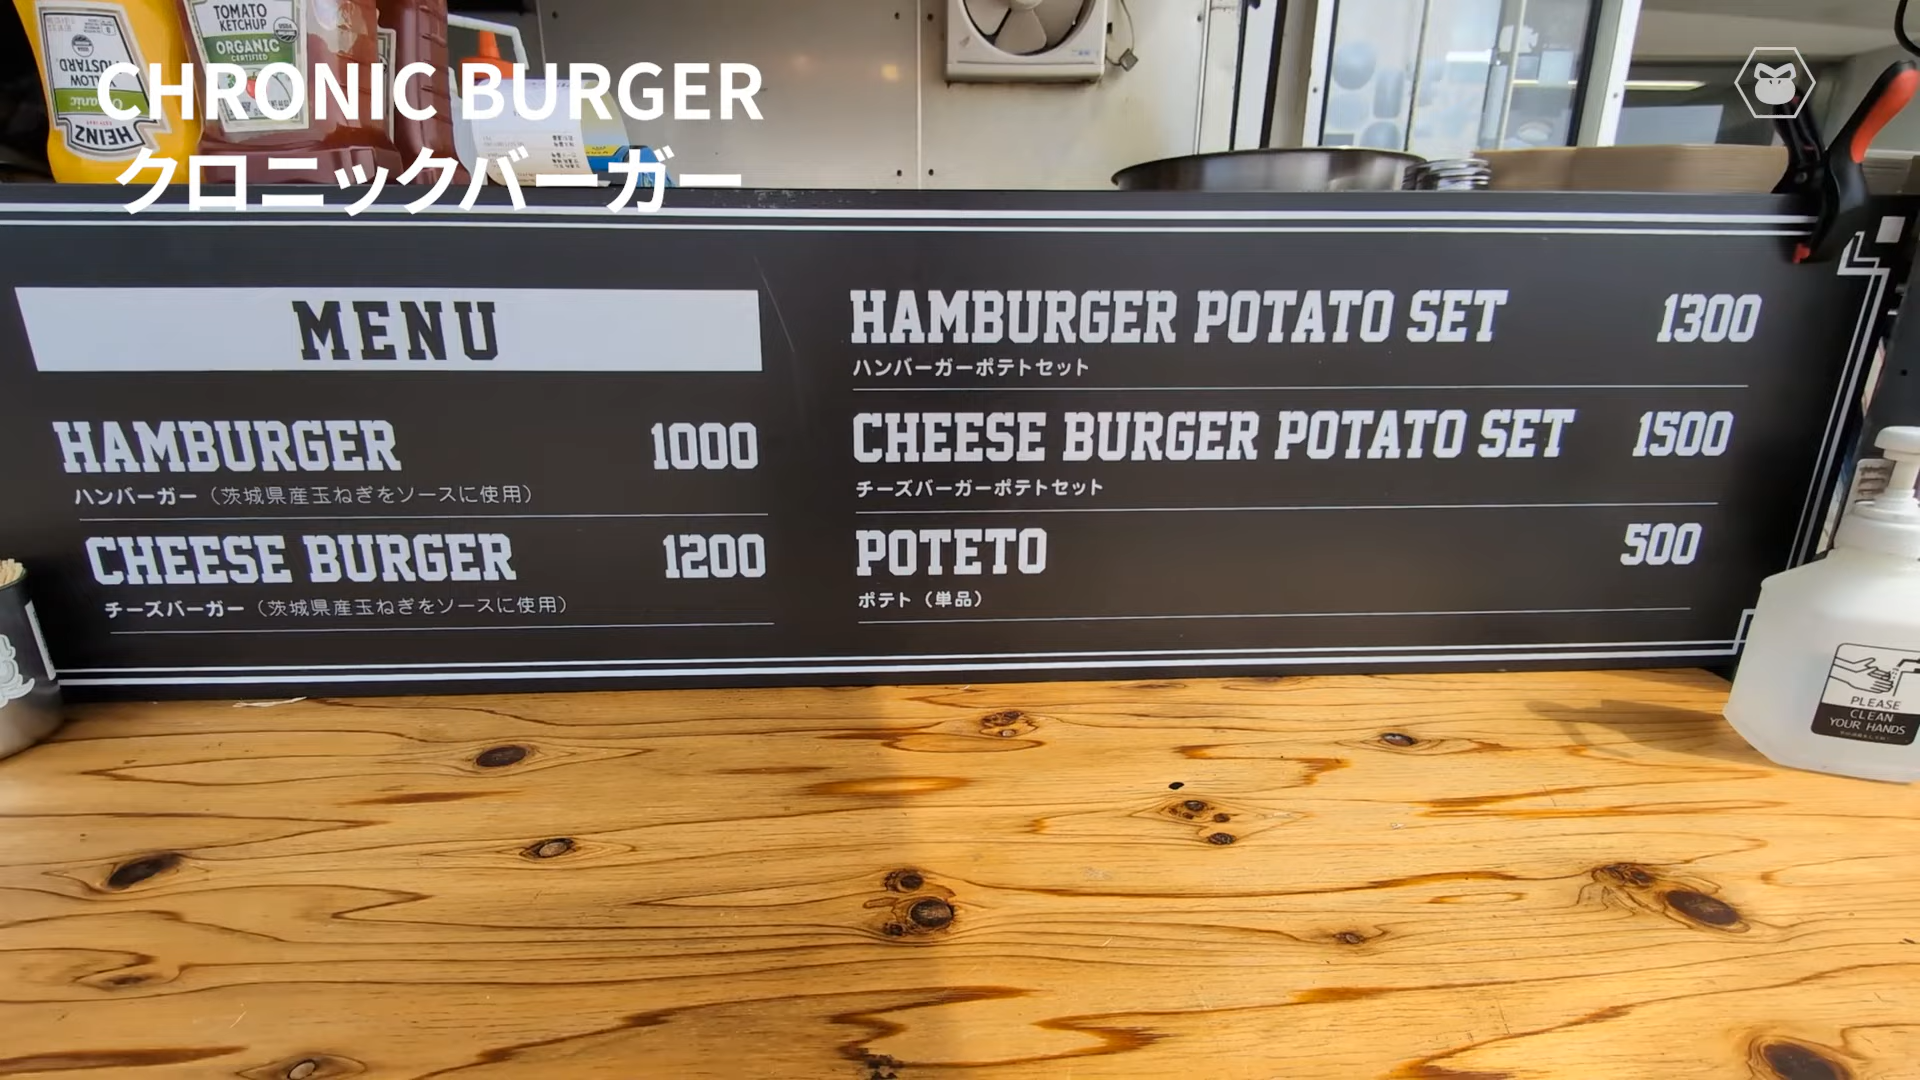 TOMATO
KETCHUP
ORGANIC
CERTIFIED
YELLOW
MUSTARD
Organic
HEINZ
CHRONIC BURGER
クロニックバーガー
MENU
HAMBURGER 1000
ハンバーガー（茨城県産玉ねぎをソースに使用）
CHEESE BURGER 1200
チーズバーガー（茨城県産玉ねぎをソースに使用）
HAMBURGER POTATO SET 1300
ハンバーガーポテトセット
CHEESE BURGER POTATO SET 1500
チーズバーガーポテトセット
POTETO 500
ポテト（単品）
PLEASE
CLEAN
YOUR HANDS